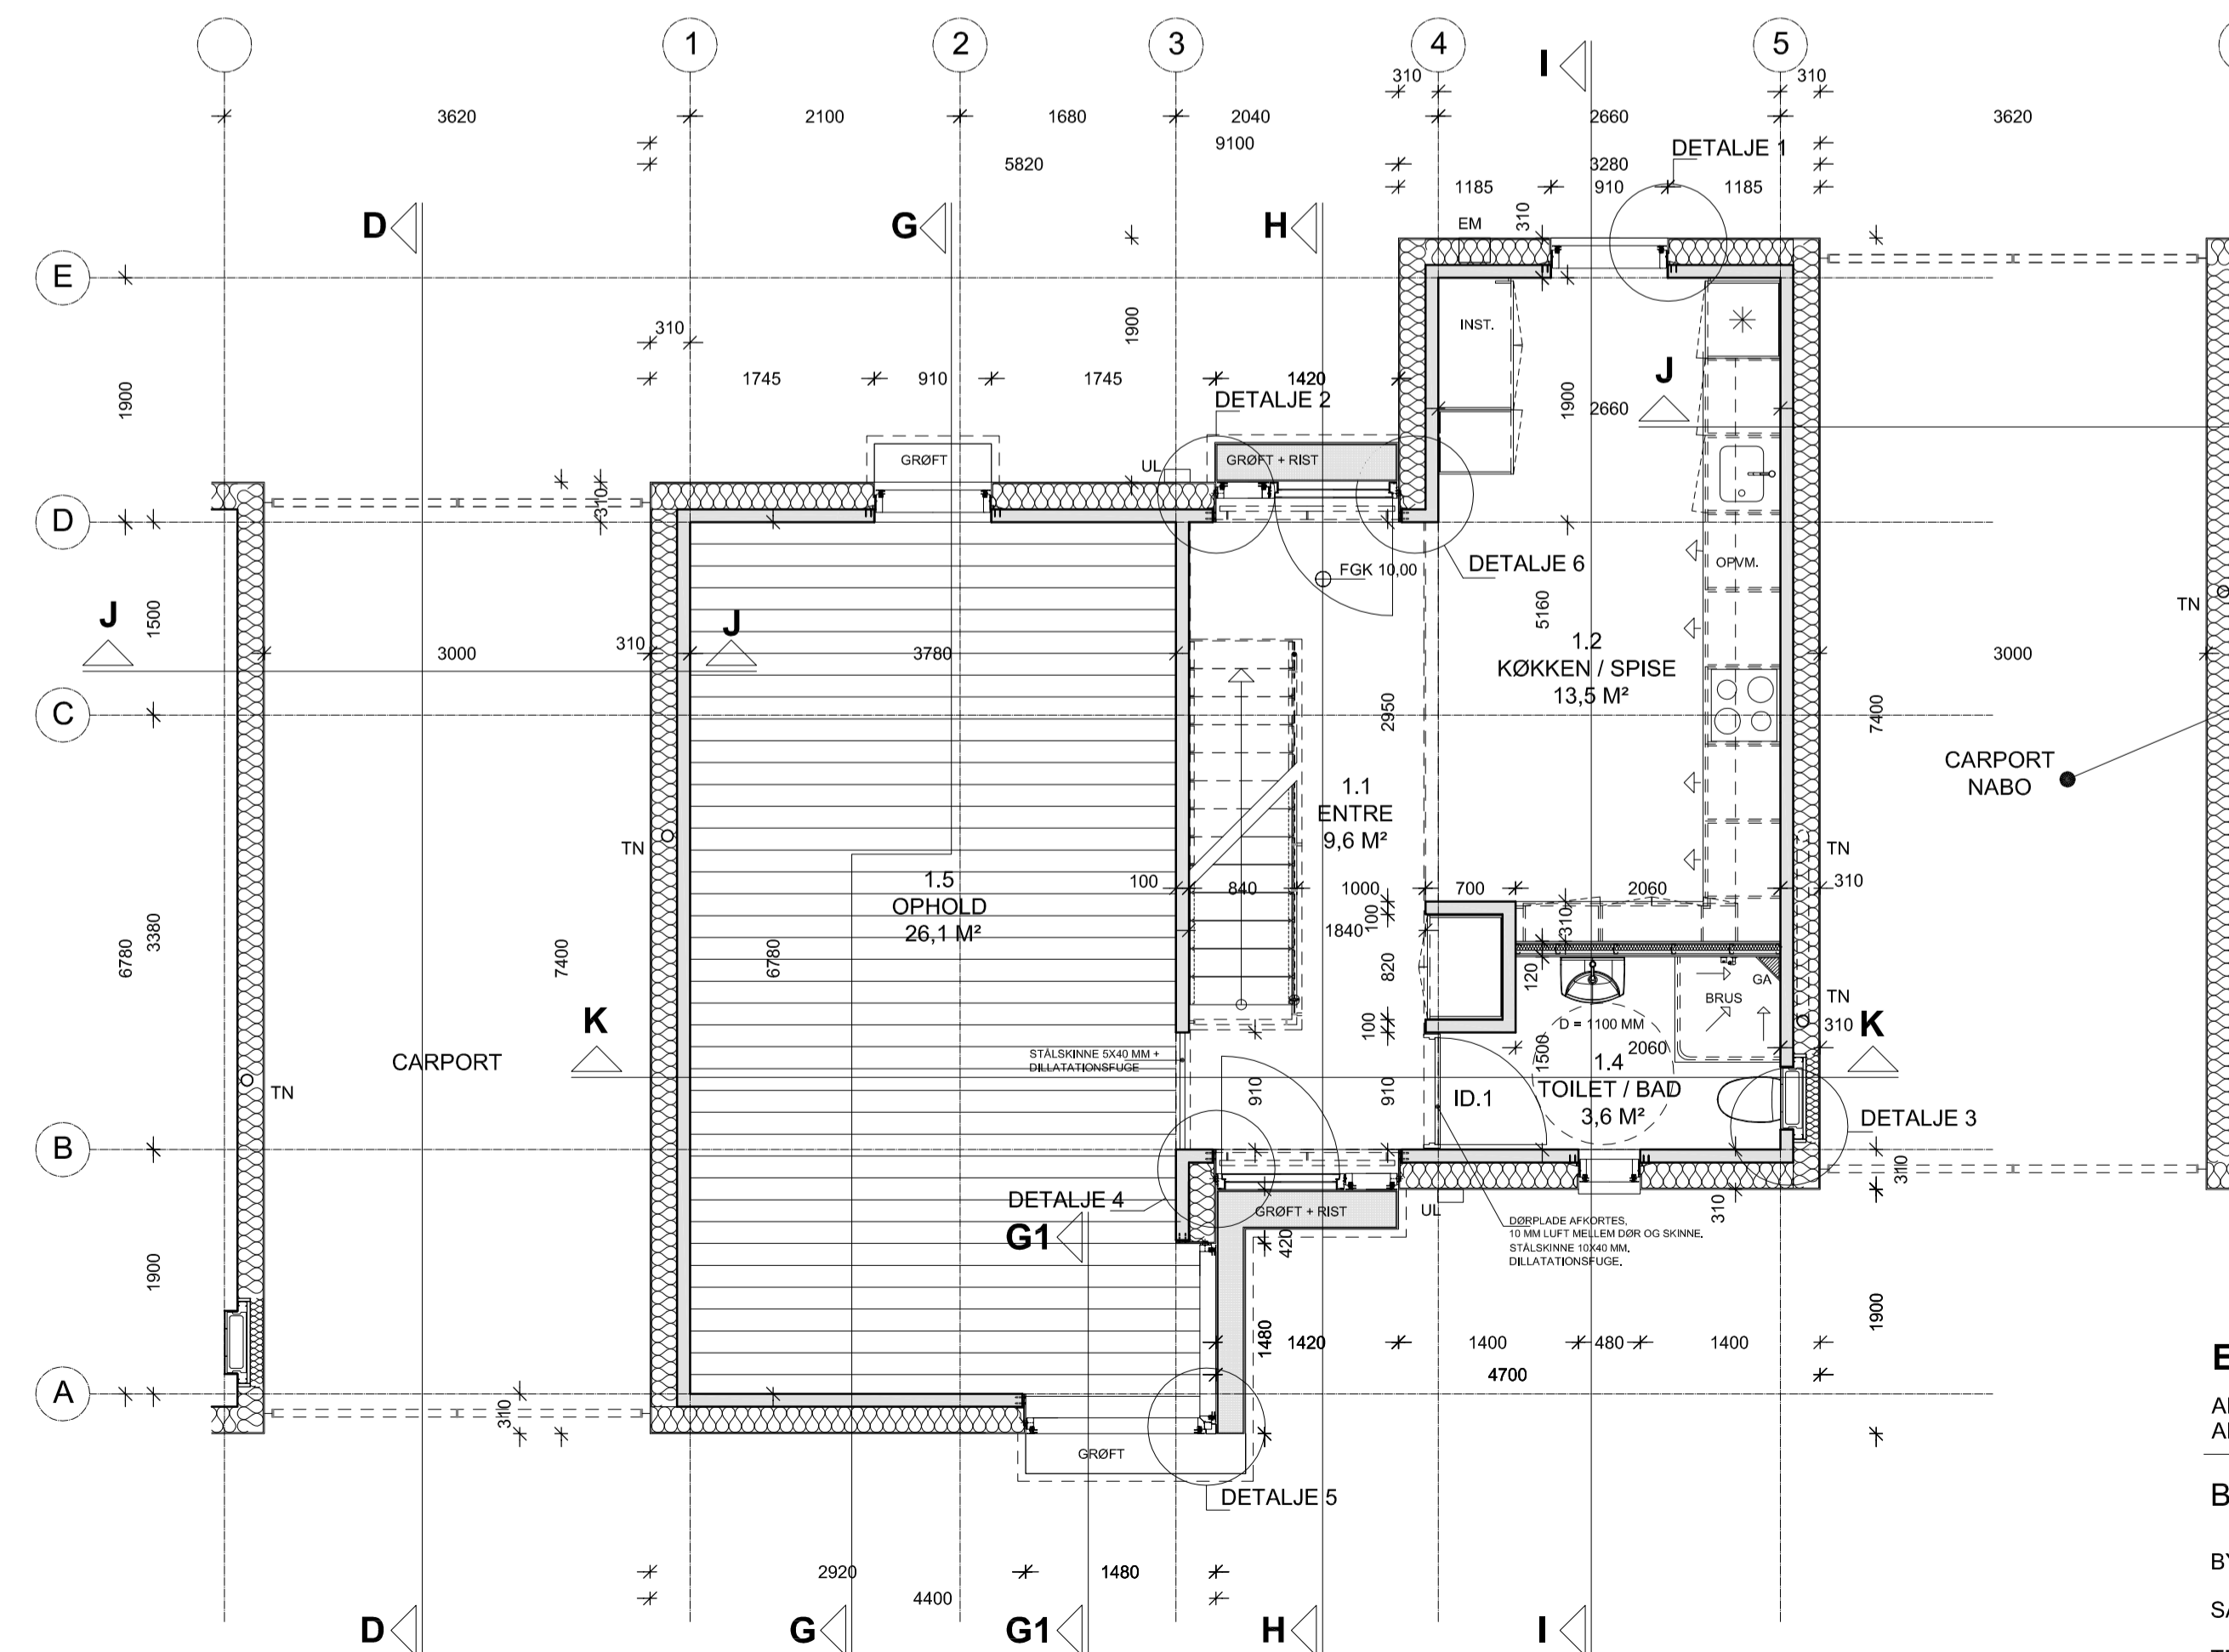 1
2
3
4
5
I
310
310
3620
2100
1680
2040
2660
3620
9100
5820
3280
DETALJE 1
1185
910
1185
D
G
H
EM
310
E
310
1900
INST.
1900
1745
910
1745
1420
J
1900
2660
DETALJE 2
GRØFT
UL
GRØFT + RIST
D
310
DETALJE 6
FGK 10,00
OPVM.
TN
J
1500
3000
310
J
3780
5160
1.2
KØKKEN / SPISE
13,5 M²
3000
C
2950
7400
CARPORT
NABO
1.1
ENTRE
9,6 M²
TN
TN
310
1.5
OPHOLD
26,1 M²
100
840
1000
700
2060
100
310
1840
6780
3380
7400
6780
820
120
GA
BRUS
TN
310
K
K
D = 1100 MM
100
1500
2060
CARPORT
STÅLSKINNE 5X40 MM +
DILLATATIONSFUGE
TN
910
910
ID.1
1.4
TOILET / BAD
3,6 M²
DETALJE 3
B
310
DETALJE 4
GRØFT + RIST
UL
310
G1
420
DØRPLADE AFKORTES,
10 MM LUFT MELLEM DØR OG SKINNE.
STÅLSKINNE 10X40 MM.
DILLATATIONSFUGE.
1900
1480
1420
1400
480
1400
1900
4700
A
310
GRØFT
DETALJE 5
2920
1480
4400
D
G
G1
H
I
B